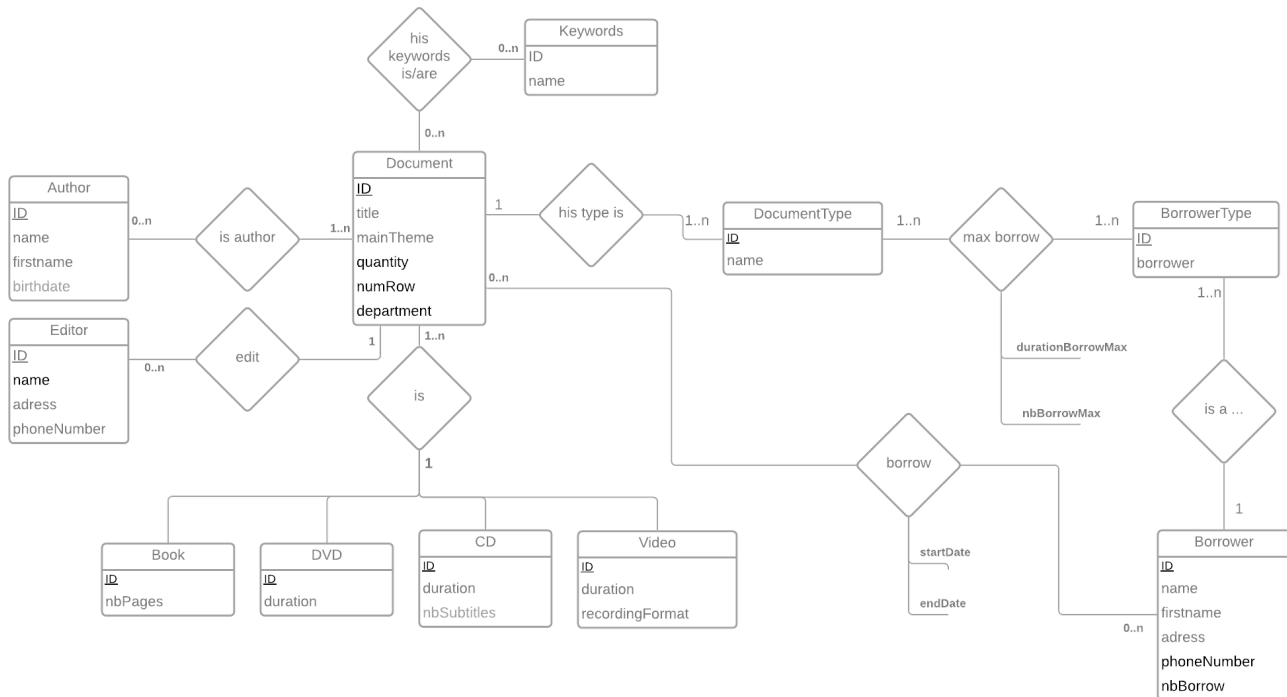 his
keywords
is/are
0..n
Keywords
ID
name
0..n
Document
ID
title
mainTheme
quantity
numRow
department
Author
ID
name
firstname
birthdate
0..n
is author
1..n
1
his type is
1..n
DocumentType
ID
name
1..n
max borrow
1..n
BorrowerType
ID
borrower
1..n
0..n
Editor
ID
name
adress
phoneNumber
0..n
edit
1
1..n
is
1
durationBorrowMax
nbBorrowMax
is a ...
1
borrow
startDate
endDate
0..n
Book
ID
nbPages
DVD
ID
duration
CD
ID
duration
nbSubtitles
Video
ID
duration
recordingFormat
Borrower
ID
name
firstname
adress
phoneNumber
nbBorrow